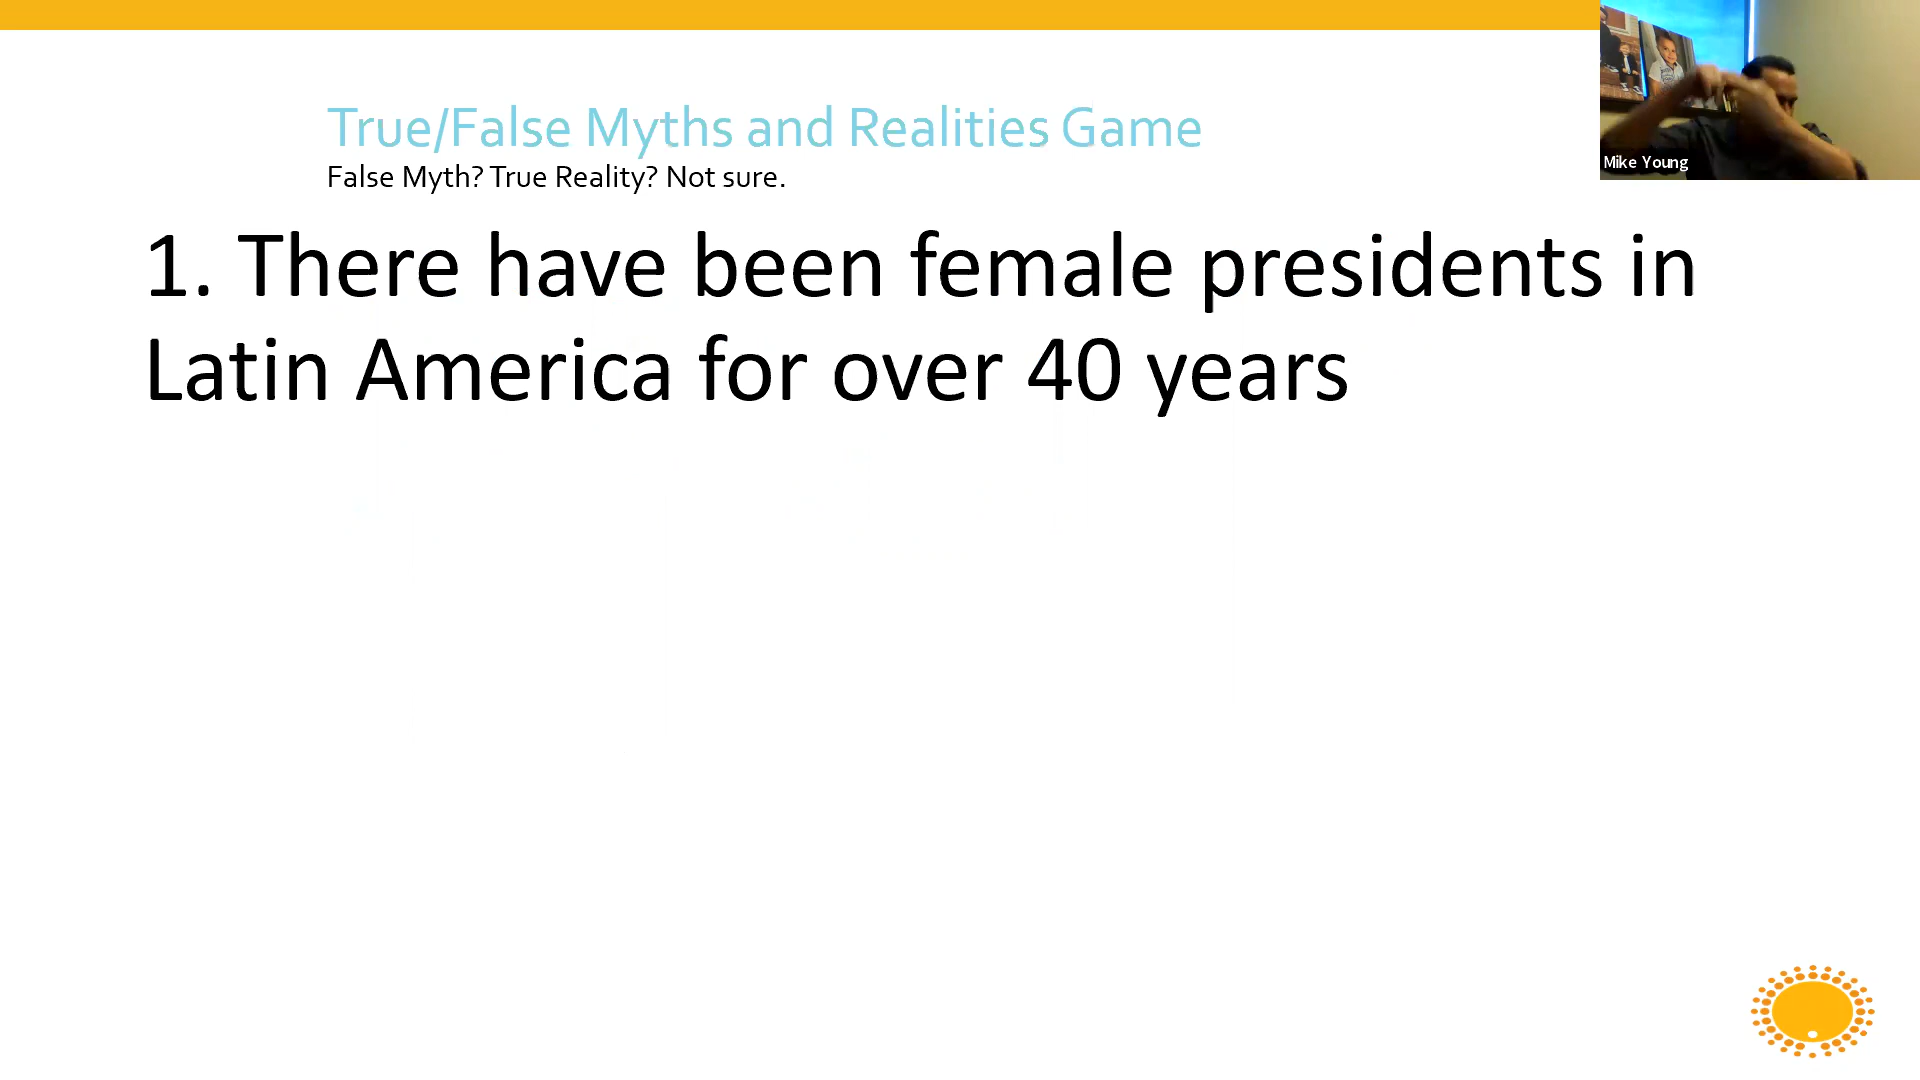 True/False Myths and Realities Game
False Myth? True Reality? Not sure.
Mike Young
1. There have been female presidents in
Latin America for over 40 years